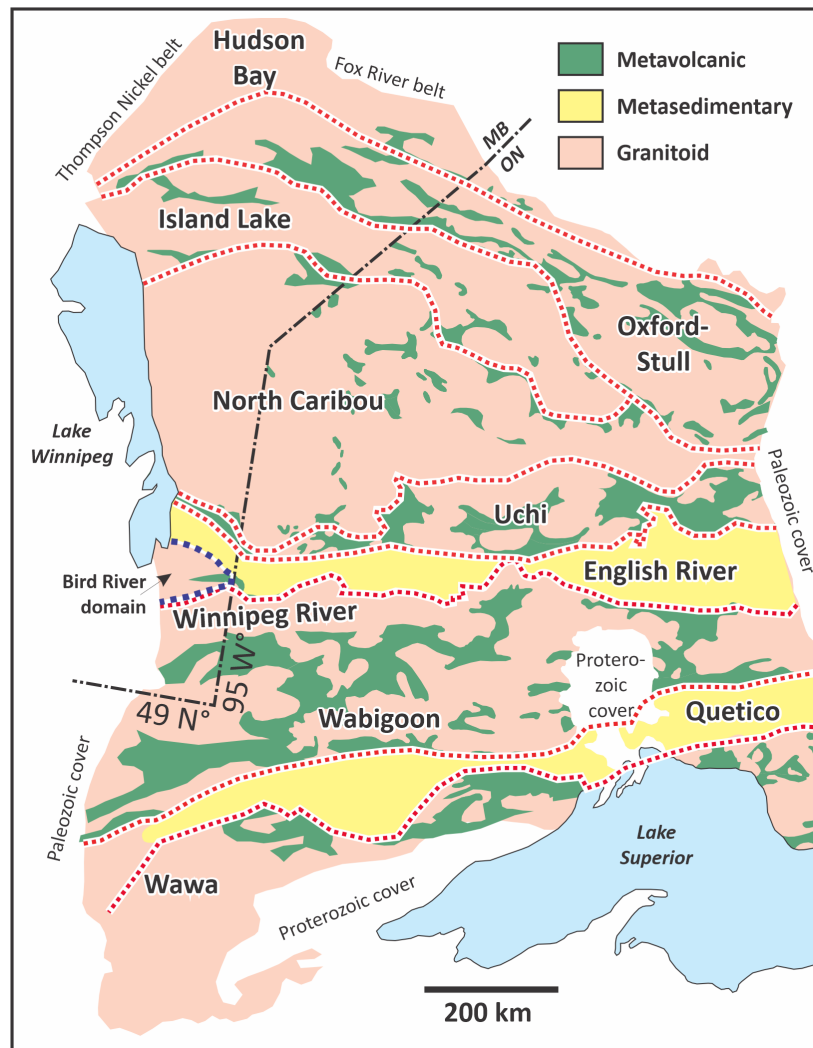 Hudson
Bay
Thompson Nickel belt
Fox River belt
Metavolcanic
Metasedimentary
Granitoid
MB
ON
Island Lake
Oxford-
Stull
North Caribou
Lake
Winnipeg
Uchi
Paleozoic cover
English River
Bird River
domain
Winnipeg River
95 W°
49 N°
Protero-
zoic
cover
Wabigoon
Quetico
Paleozoic cover
Lake
Superior
Wawa
Proterozoic cover
200 km